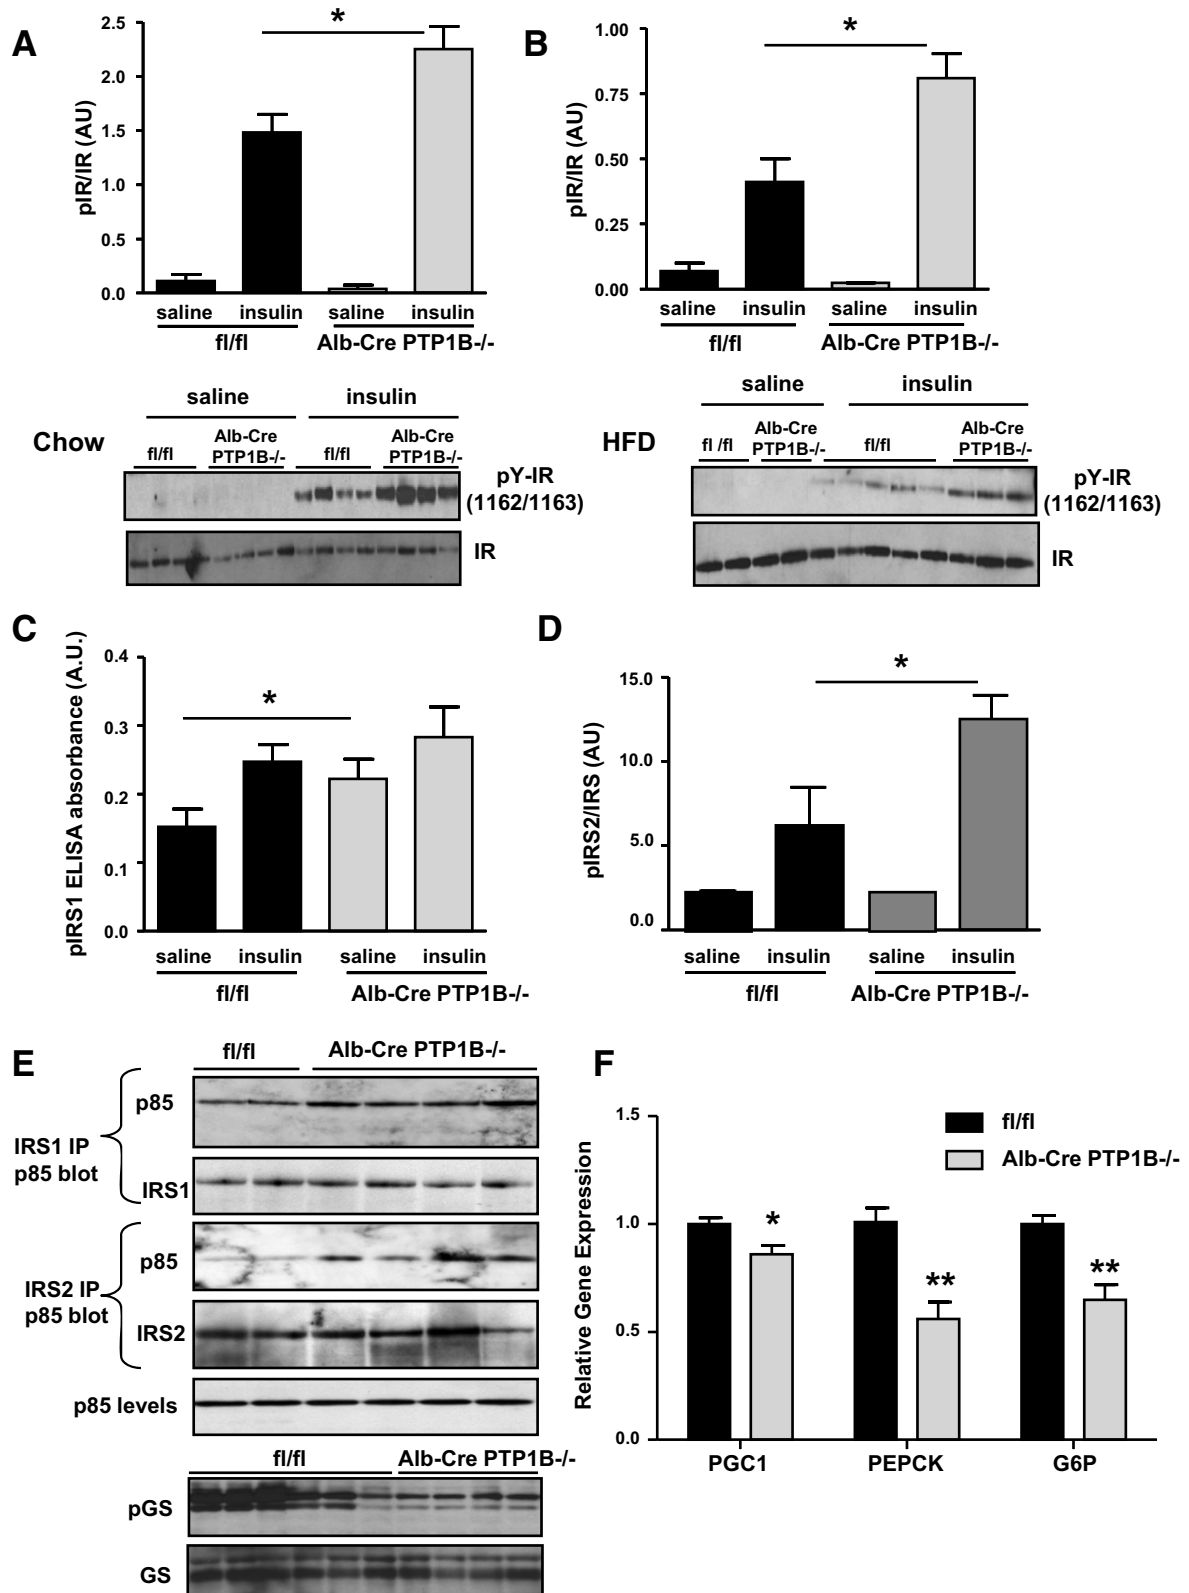 A
2.5
2.0
1.5
1.0
0.5
0.0
pIR/IR (AU)
*
saline insulin saline insulin
fl/fl Alb-Cre PTP1B-/-
B
1.00
0.75
0.50
0.25
0.00
pIR/IR (AU)
*
saline insulin saline insulin
fl/fl Alb-Cre PTP1B-/-
Chow
saline insulin
fl/fl Alb-Cre PTP1B-/- fl/fl Alb-Cre PTP1B-/-
pY-IR
(1162/1163)
IR
HFD
saline insulin
fl /fl Alb-Cre PTP1B-/- fl/fl Alb-Cre PTP1B-/-
pY-IR
(1162/1163)
IR
C
0.4
0.3
0.2
0.1
0.0
pIRS1 ELISA absorbance (A.U.)
*
saline insulin saline insulin
fl/fl Alb-Cre PTP1B-/-
D
15.0
10.0
5.0
0.0
pIRS2/IRS (AU)
*
saline insulin saline insulin
fl/fl Alb-Cre PTP1B-/-
E
fl/fl Alb-Cre PTP1B-/-
IRS1 IP
p85 blot
p85
IRS1
IRS2 IP
p85 blot
p85
IRS2
p85 levels
fl/fl Alb-Cre PTP1B-/-
pGS
GS
F
1.5
1.0
0.5
0.0
Relative Gene Expression
fl/fl
Alb-Cre PTP1B-/-
*
**
**
PGC1 PEPCK G6P